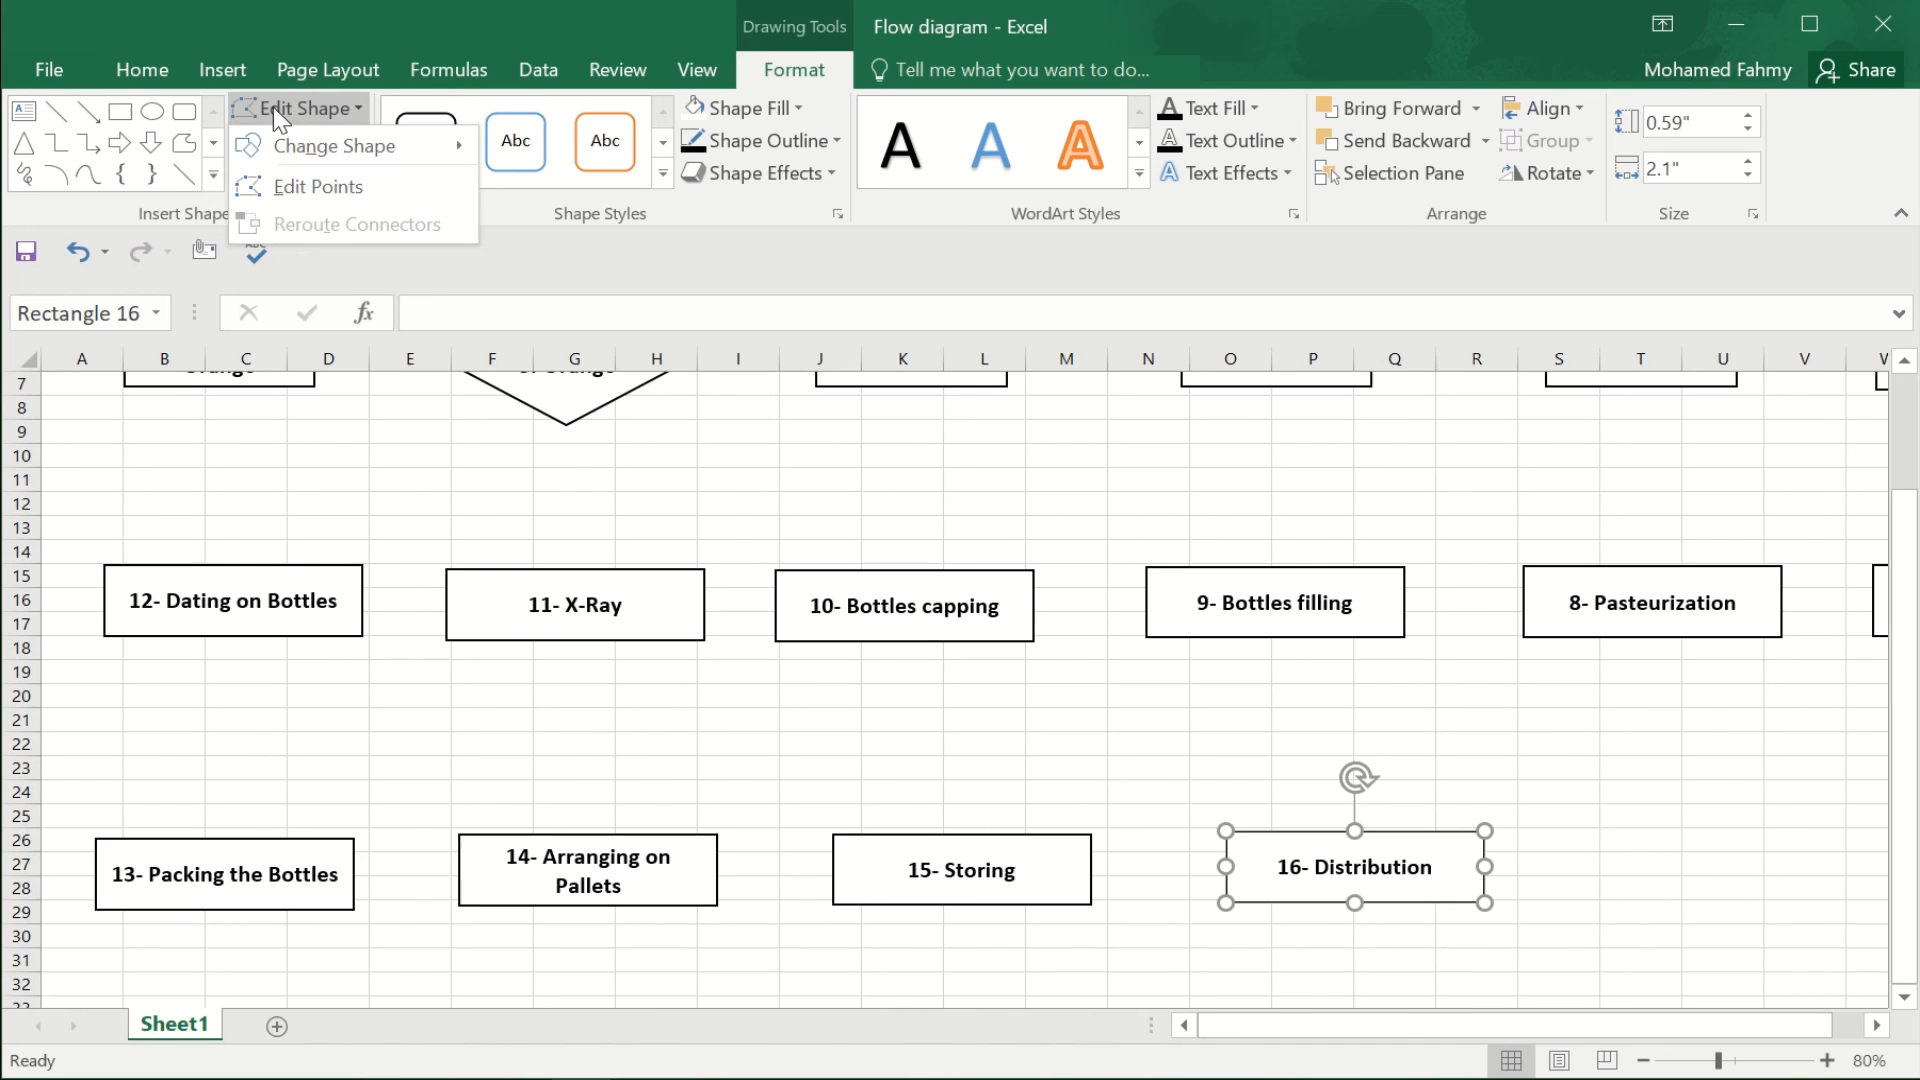 Drawing Tools
Flow diagram - Excel
File
Home
Insert
Page Layout
Formulas
Data
Review
View
Format
Tell me what you want to do...
Mohamed Fahmy
Share
Edit Shape
Change Shape
Edit Points
Reroute Connectors
Abc
Abc
Shape Fill
Shape Outline
Shape Effects
A
A
A
Text Fill
Text Outline
Text Effects
Bring Forward
Send Backward
Selection Pane
Align
Group
Rotate
0.59"
2.1"
Shape Styles
WordArt Styles
Arrange
Size
Rectangle 16
fx
A B C D E F G H I J K L M N O P Q R S T U V
7
8
9
10
11
12
13
14
15
16
17
18
19
20
21
22
23
24
25
26
27
28
29
30
31
32
12- Dating on Bottles
11- X-Ray
10- Bottles capping
9- Bottles filling
8- Pasteurization
13- Packing the Bottles
14- Arranging on
Pallets
15- Storing
16- Distribution
Sheet1
Ready
80%